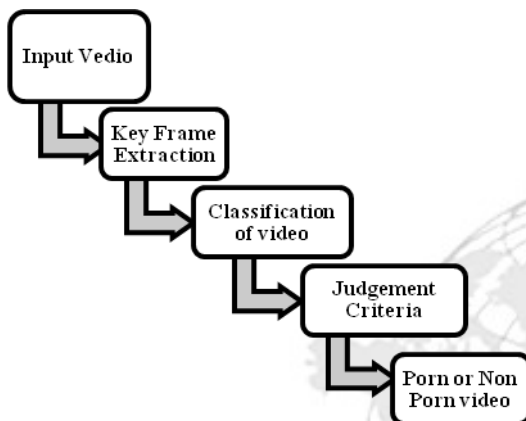 Input Vedio
Key Frame
Extraction
Classification
of video
Judgement
Criteria
Porn or Non
Porn video